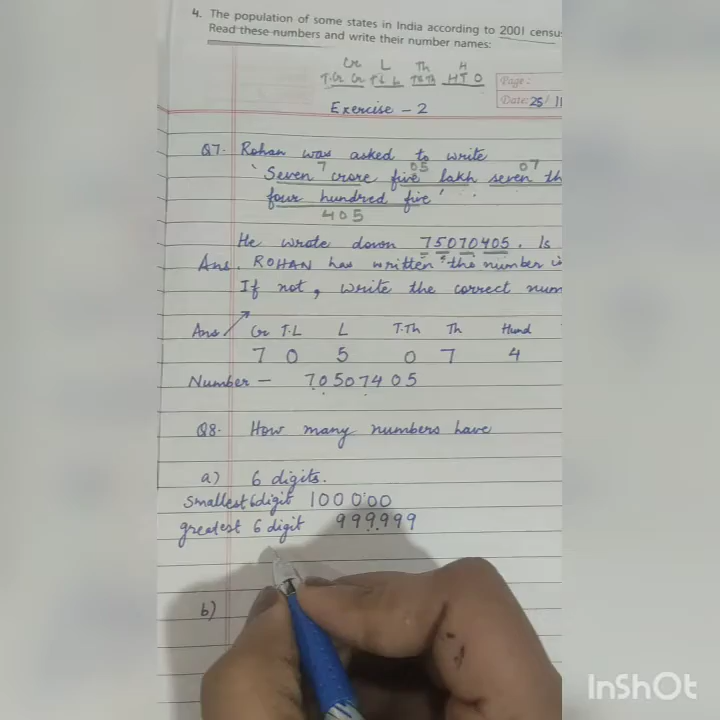 4. The population of some states in India according to 2001 censu
Read these numbers and write their number names:
Cr L Th H
T.Cr Cr T.L L T.Th Th H T O
Page:
Date: 25/11
Exercise - 2
Q7. Rohan was asked to write
7 05 07
'Seven crore five lakh seven th
four hundred five'
405
He wrote down 75070405. Is
Ans. ROHAN has written the number i
If not, write the correct num
Ans Cr T.L L T.Th Th Hund
7 0 5 0 7 4
Number - 70507405
Q8. How many numbers have
a) 6 digits.
smallest 6 digit 100000
greatest 6 digit 999999
b)
InShOt